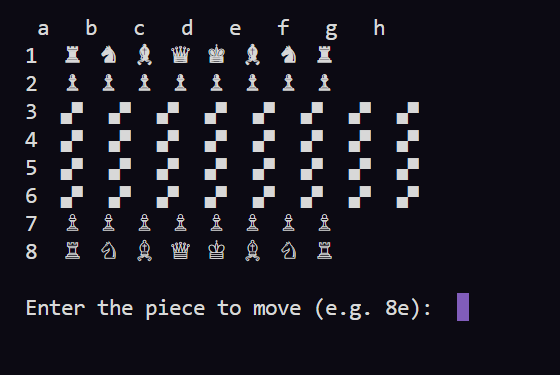 a b c d e f g h
1 ♜ ♞ ♝ ♛ ♚ ♝ ♞ ♜
2 ♟ ♟ ♟ ♟ ♟ ♟ ♟ ♟
3 ▞ ▞ ▞ ▞ ▞ ▞ ▞ ▞
4 ▞ ▞ ▞ ▞ ▞ ▞ ▞ ▞
5 ▞ ▞ ▞ ▞ ▞ ▞ ▞ ▞
6 ▞ ▞ ▞ ▞ ▞ ▞ ▞ ▞
7 ♙ ♙ ♙ ♙ ♙ ♙ ♙ ♙
8 ♖ ♘ ♗ ♕ ♔ ♗ ♘ ♖
Enter the piece to move (e.g. 8e):